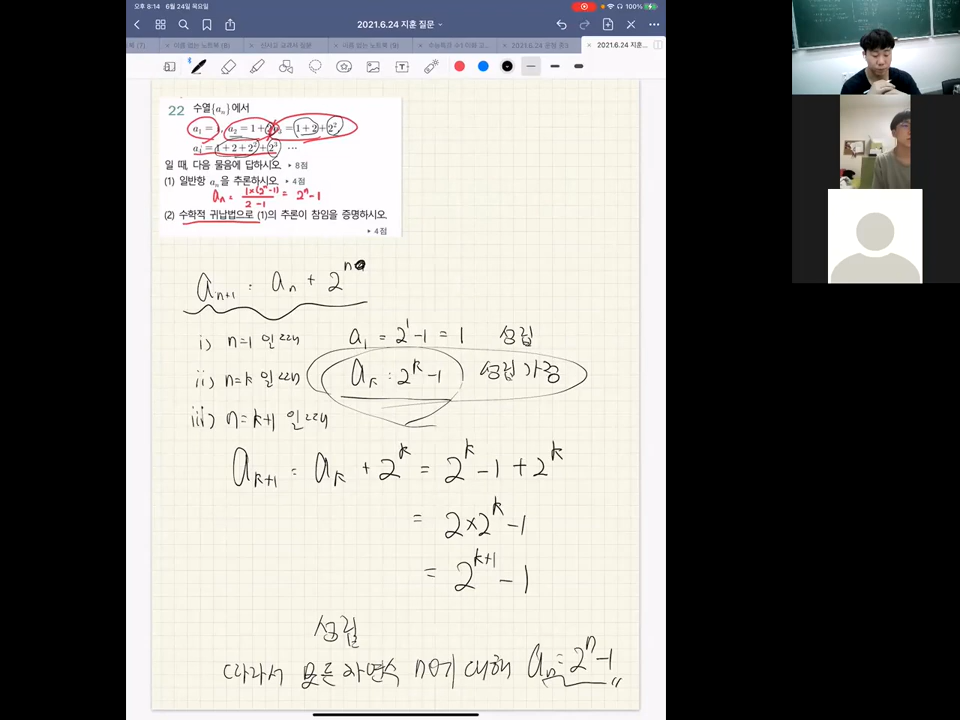 오후 8:14 6월 24일 목요일
100%
2021.6.24 지훈 질문
2021.6.24 지훈...
22 수열 {aₙ}에서
a₁ = 1, a₂ = 1+2 = 1+2+2²
a₃ = 1+2+2²+2³ …
일 때, 다음 물음에 답하시오. ▸8점
(1) 일반항 aₙ을 추론하시오. ▸4점
aₙ = 1×(2ⁿ-1)/2-1 = 2ⁿ-1
(2) 수학적 귀납법으로 (1)의 추론이 참임을 증명하시오.
▸4점
aₙ₊₁ = aₙ + 2ⁿ
i) n=1 일 때 a₁ = 2¹-1 = 1 성립
ii) n=k 일 때 aₖ = 2ᵏ-1 성립 가정
iii) n=k+1 일 때
aₖ₊₁ = aₖ + 2ᵏ = 2ᵏ-1+2ᵏ
= 2×2ᵏ-1
= 2ᵏ⁺¹-1
성립
따라서 모든 자연수 n에 대해 aₙ=2ⁿ-1